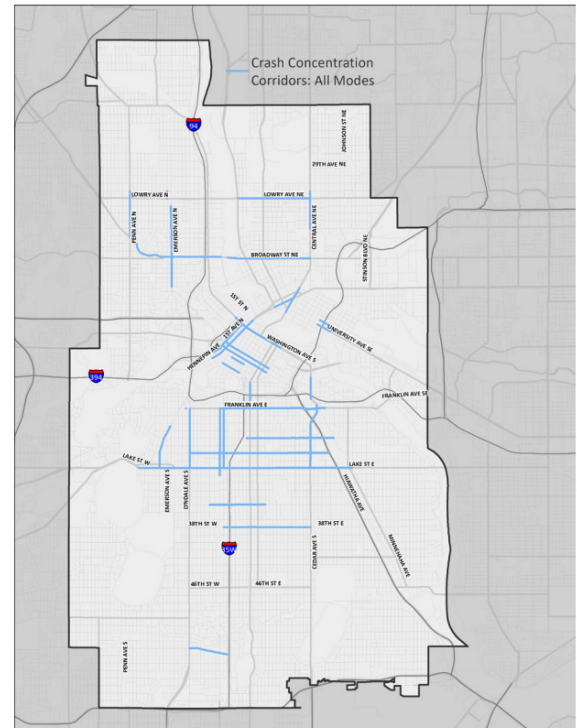 Crash Concentration
Corridors: All Modes
94
JOHNSON ST NE
29TH AVE NE
LOWRY AVE N
LOWRY AVE NE
PENN AVE N
EMERSON AVE N
CENTRAL AVE NE
BROADWAY ST NE
STINSON BLVD NE
1ST ST N
1ST AVE N
HENNEPIN AVE
WASHINGTON AVE S
UNIVERSITY AVE SE
394
FRANKLIN AVE SE
FRANKLIN AVE E
LAKE ST W
LAKE ST E
EMERSON AVE S
LYNDALE AVE S
HIAWATHA AVE
38TH ST W
38TH ST E
35W
CEDAR AVE S
MINNEHAHA AVE
46TH ST W
46TH ST E
PENN AVE S